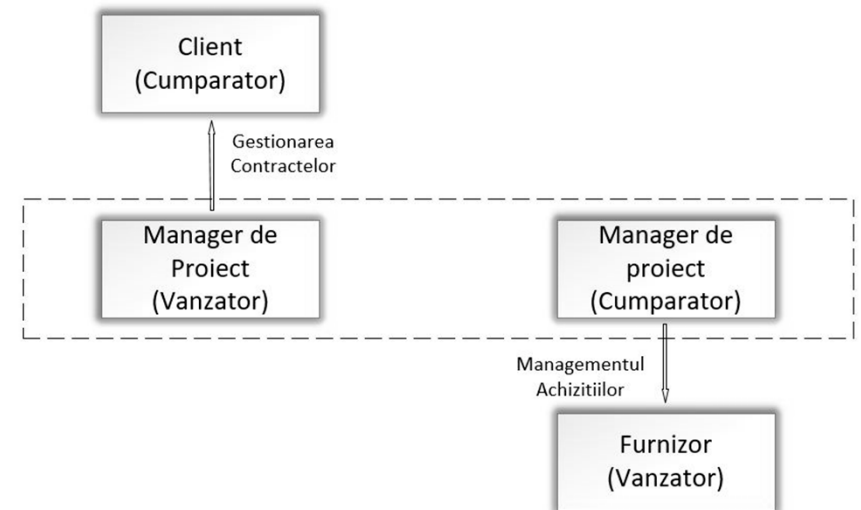 Client
(Cumparator)
Gestionarea
Contractelor
Manager de
Proiect
(Vanzator)
Manager de
proiect
(Cumparator)
Managementul
Achizitiilor
Furnizor
(Vanzator)